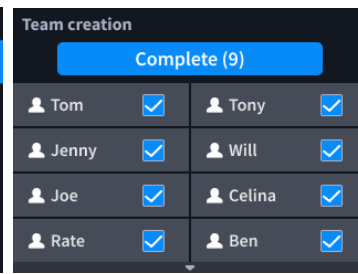 Team creation
Complete (9)
Tom Tony
Jenny Will
Joe Celina
Rate Ben